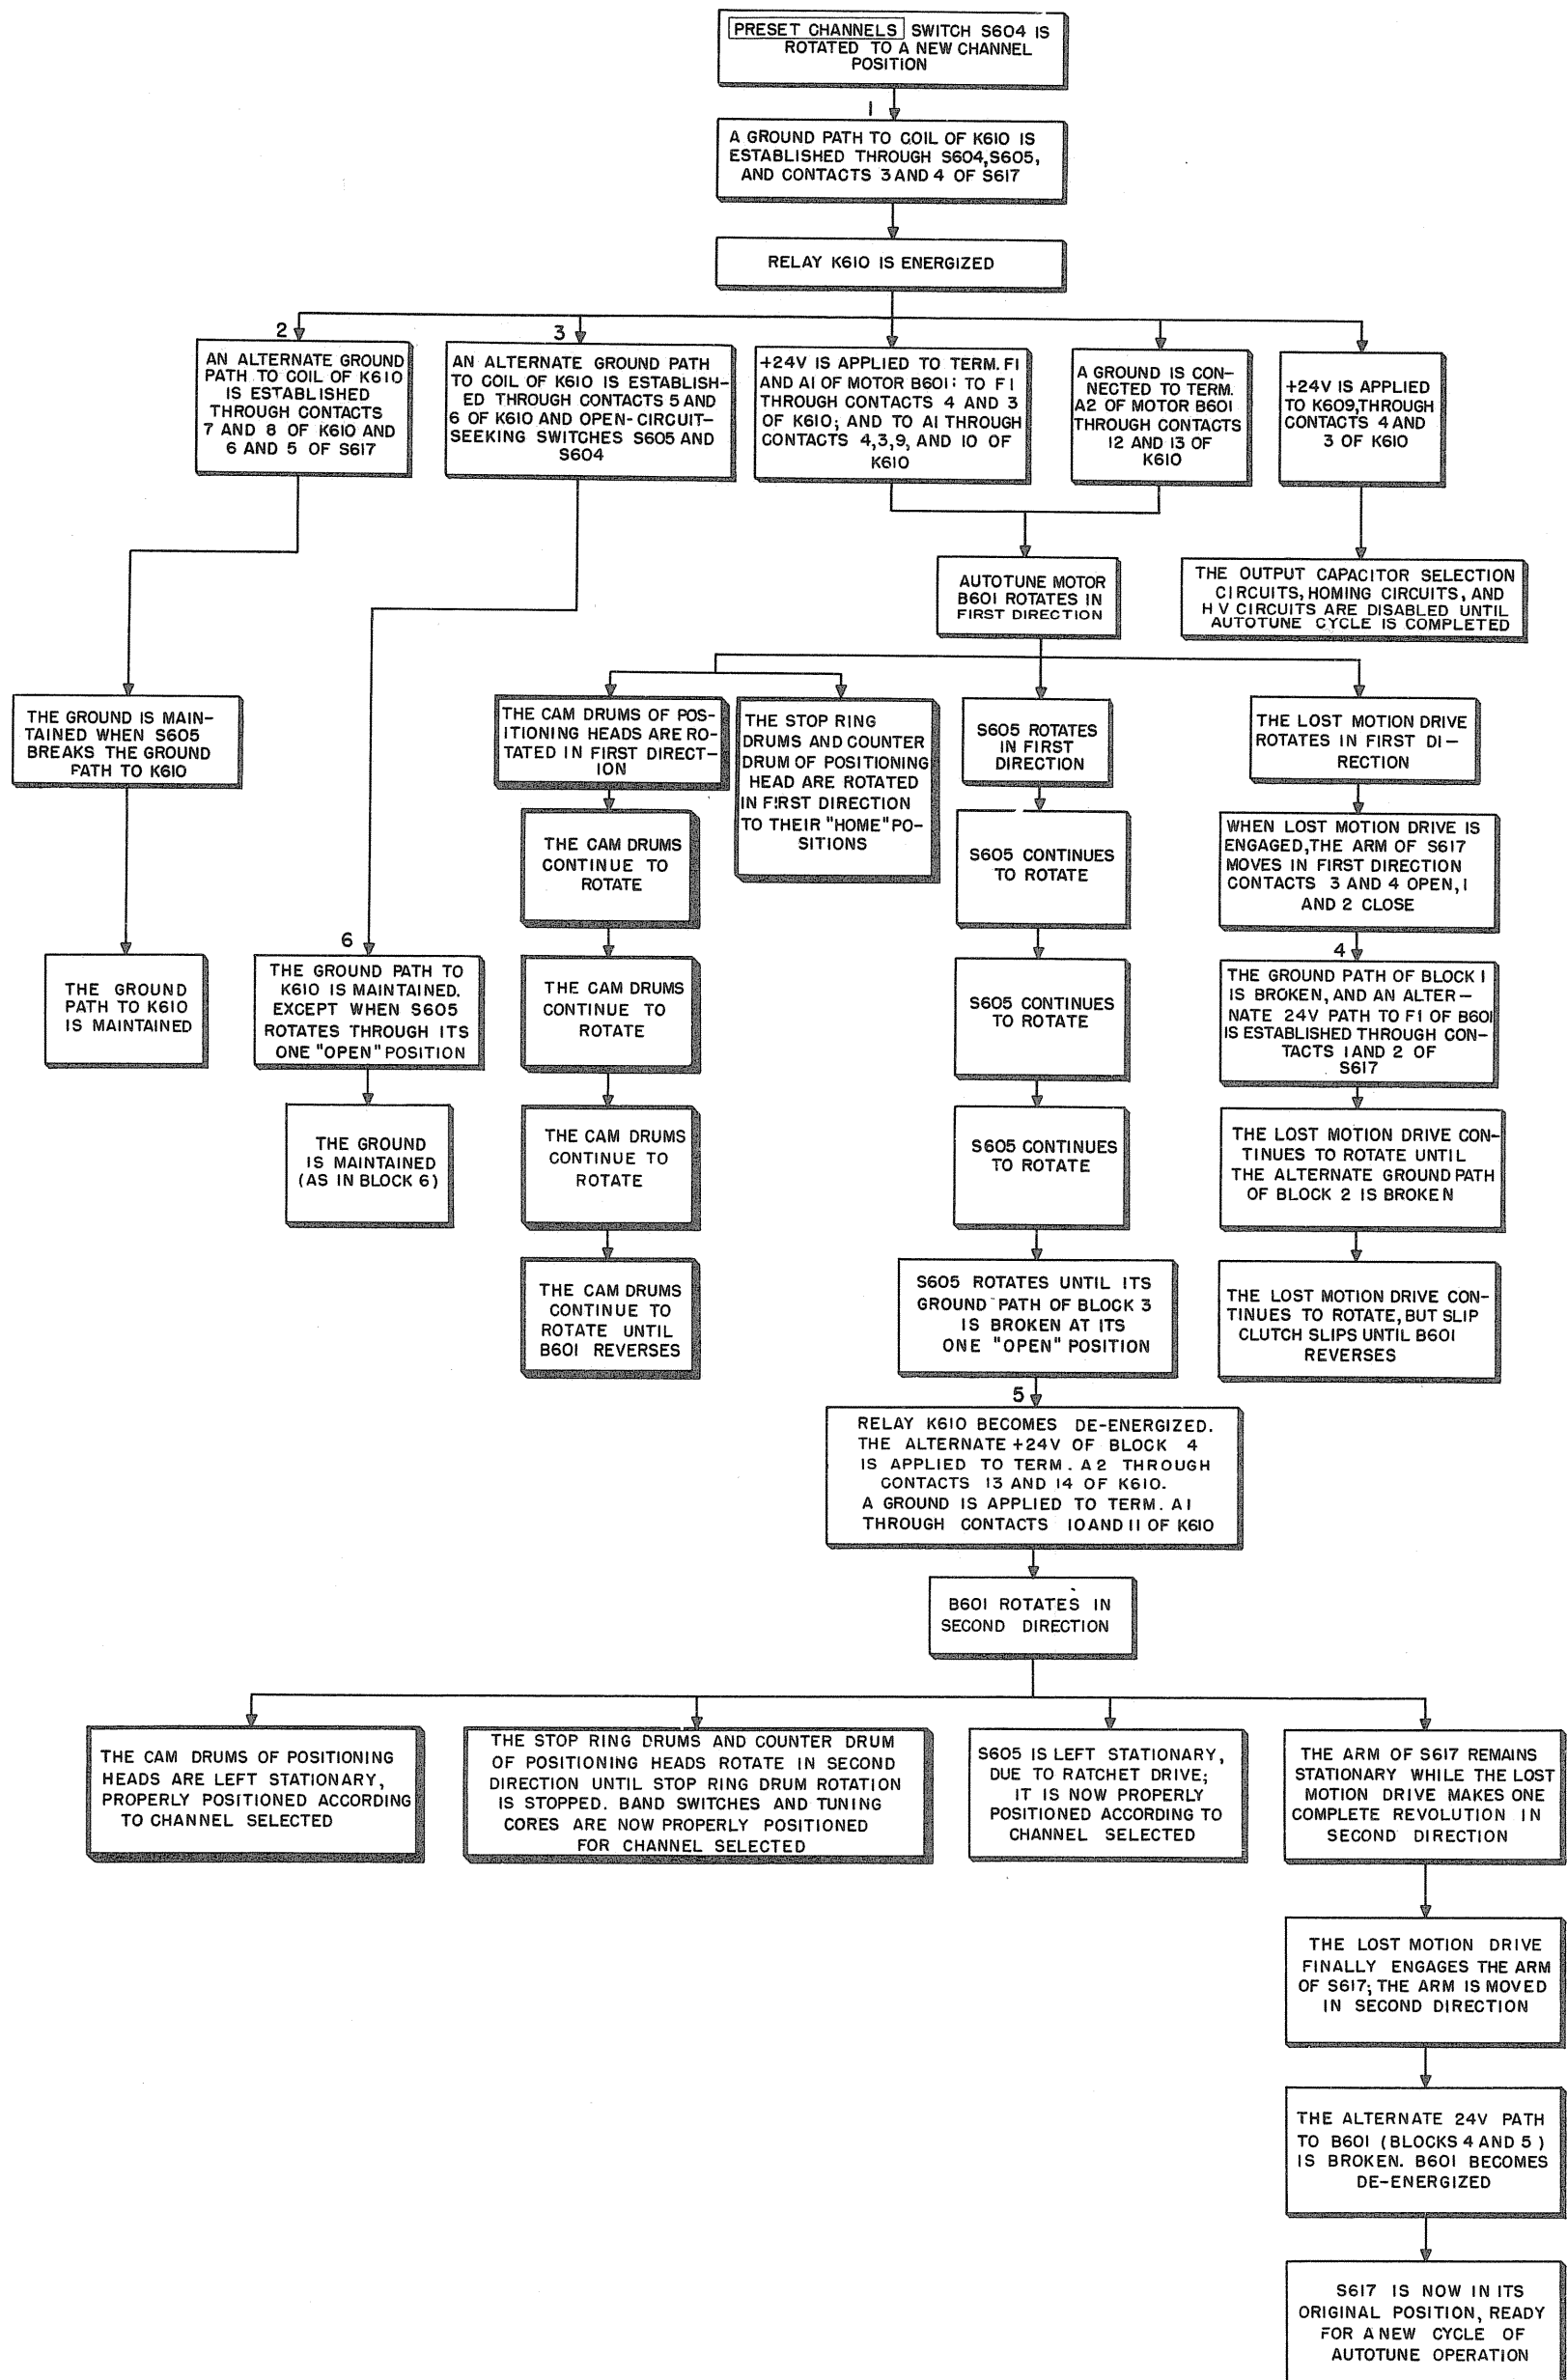 PRESET CHANNELS SWITCH S604 IS
ROTATED TO A NEW CHANNEL
POSITION
1
A GROUND PATH TO COIL OF K610 IS
ESTABLISHED THROUGH S604,S605,
AND CONTACTS 3 AND 4 OF S617
RELAY K610 IS ENERGIZED
2
AN ALTERNATE GROUND
PATH TO COIL OF K610
IS ESTABLISHED
THROUGH CONTACTS
7 AND 8 OF K610 AND
6 AND 5 OF S617
3
AN ALTERNATE GROUND PATH
TO COIL OF K610 IS ESTABLISH-
ED THROUGH CONTACTS 5 AND
6 OF K610 AND OPEN-CIRCUIT-
SEEKING SWITCHES S605 AND
S604
+24V IS APPLIED TO TERM. F1
AND A1 OF MOTOR B601: TO F1
THROUGH CONTACTS 4 AND 3
OF K610; AND TO A1 THROUGH
CONTACTS 4,3,9, AND 10 OF
K610
A GROUND IS CON-
NECTED TO TERM.
A2 OF MOTOR B601
THROUGH CONTACTS
12 AND 13 OF
K610
+24V IS APPLIED
TO K609,THROUGH
CONTACTS 4 AND
3 OF K610
AUTOTUNE MOTOR
B601 ROTATES IN
FIRST DIRECTION
THE OUTPUT CAPACITOR SELECTION
CIRCUITS, HOMING CIRCUITS, AND
HV CIRCUITS ARE DISABLED UNTIL
AUTOTUNE CYCLE IS COMPLETED
THE GROUND IS MAIN-
TAINED WHEN S605
BREAKS THE GROUND
PATH TO K610
THE CAM DRUMS OF POS-
ITIONING HEADS ARE RO-
TATED IN FIRST DIRECT-
ION
THE STOP RING
DRUMS AND COUNTER
DRUM OF POSITIONING
HEAD ARE ROTATED
IN FIRST DIRECTION
TO THEIR "HOME" PO-
SITIONS
S605 ROTATES
IN FIRST
DIRECTION
THE LOST MOTION DRIVE
ROTATES IN FIRST DI-
RECTION
THE CAM DRUMS
CONTINUE TO
ROTATE
S605 CONTINUES
TO ROTATE
WHEN LOST MOTION DRIVE IS
ENGAGED,THE ARM OF S617
MOVES IN FIRST DIRECTION
CONTACTS 3 AND 4 OPEN,1
AND 2 CLOSE
THE GROUND
PATH TO K610
IS MAINTAINED
6
THE GROUND PATH TO
K610 IS MAINTAINED.
EXCEPT WHEN S605
ROTATES THROUGH ITS
ONE "OPEN" POSITION
THE CAM DRUMS
CONTINUE TO
ROTATE
S605 CONTINUES
TO ROTATE
4
THE GROUND PATH OF BLOCK 1
IS BROKEN, AND AN ALTER-
NATE 24V PATH TO F1 OF B601
IS ESTABLISHED THROUGH CON-
TACTS 1 AND 2 OF
S617
THE GROUND
IS MAINTAINED
(AS IN BLOCK 6)
THE CAM DRUMS
CONTINUE TO
ROTATE
S605 CONTINUES
TO ROTATE
THE LOST MOTION DRIVE CON-
TINUES TO ROTATE UNTIL
THE ALTERNATE GROUND PATH
OF BLOCK 2 IS BROKEN
THE CAM DRUMS
CONTINUE TO
ROTATE UNTIL
B601 REVERSES
S605 ROTATES UNTIL ITS
GROUND PATH OF BLOCK 3
IS BROKEN AT ITS
ONE "OPEN" POSITION
THE LOST MOTION DRIVE CON-
TINUES TO ROTATE, BUT SLIP
CLUTCH SLIPS UNTIL B601
REVERSES
5
RELAY K610 BECOMES DE-ENERGIZED.
THE ALTERNATE +24V OF BLOCK 4
IS APPLIED TO TERM. A2 THROUGH
CONTACTS 13 AND 14 OF K610.
A GROUND IS APPLIED TO TERM. A1
THROUGH CONTACTS 10 AND 11 OF K610
B601 ROTATES IN
SECOND DIRECTION
THE CAM DRUMS OF POSITIONING
HEADS ARE LEFT STATIONARY,
PROPERLY POSITIONED ACCORDING
TO CHANNEL SELECTED
THE STOP RING DRUMS AND COUNTER DRUM
OF POSITIONING HEADS ROTATE IN SECOND
DIRECTION UNTIL STOP RING DRUM ROTATION
IS STOPPED. BAND SWITCHES AND TUNING
CORES ARE NOW PROPERLY POSITIONED
FOR CHANNEL SELECTED
S605 IS LEFT STATIONARY,
DUE TO RATCHET DRIVE;
IT IS NOW PROPERLY
POSITIONED ACCORDING TO
CHANNEL SELECTED
THE ARM OF S617 REMAINS
STATIONARY WHILE THE LOST
MOTION DRIVE MAKES ONE
COMPLETE REVOLUTION IN
SECOND DIRECTION
THE LOST MOTION DRIVE
FINALLY ENGAGES THE ARM
OF S617; THE ARM IS MOVED
IN SECOND DIRECTION
THE ALTERNATE 24V PATH
TO B601 (BLOCKS 4 AND 5)
IS BROKEN. B601 BECOMES
DE-ENERGIZED
S617 IS NOW IN ITS
ORIGINAL POSITION, READY
FOR A NEW CYCLE OF
AUTOTUNE OPERATION